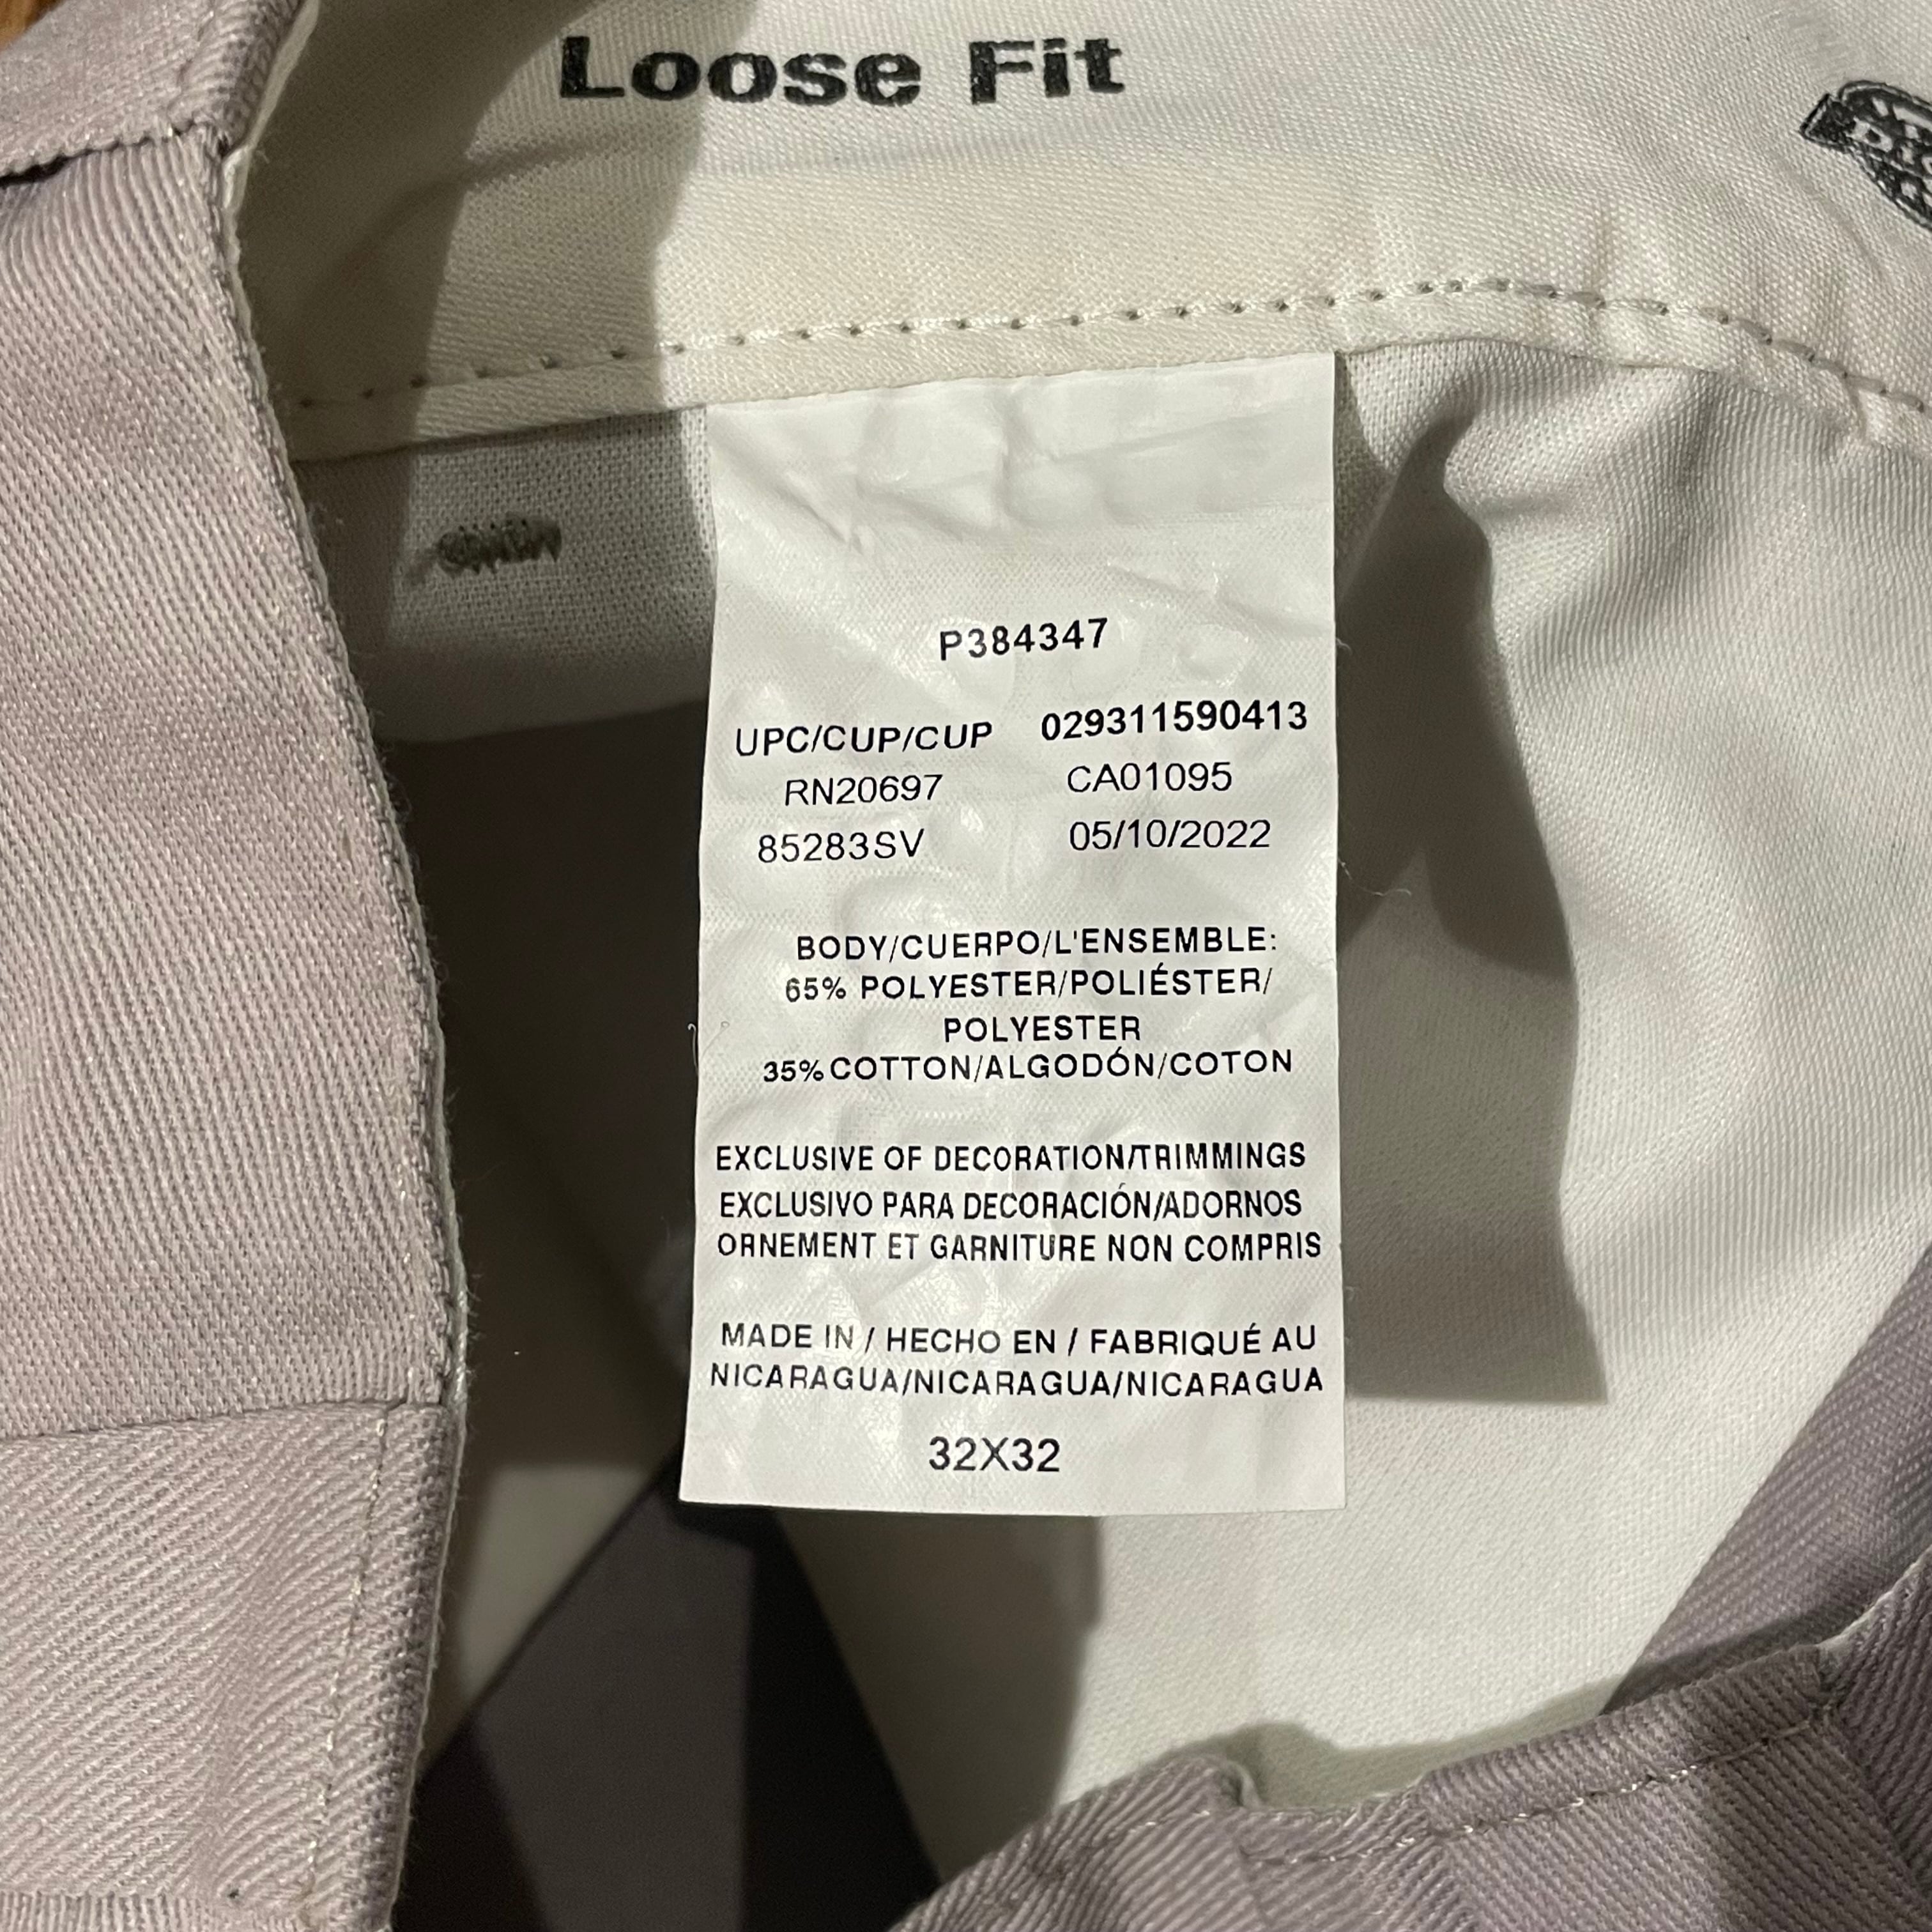 Loose Fit
P384347
UPC/CUP/CUP 029311590413
RN20697 CA01095
85283SV 05/10/2022
BODY/CUERPO/L'ENSEMBLE:
65% POLYESTER/POLIÉSTER/
POLYESTER
35%COTTON/ALGODÓN/COTON
EXCLUSIVE OF DECORATION/TRIMMINGS
EXCLUSIVO PARA DECORACIÓN/ADORNOS
ORNEMENT ET GARNITURE NON COMPRIS
MADE IN / HECHO EN / FABRIQUÉ AU
NICARAGUA/NICARAGUA/NICARAGUA
32X32